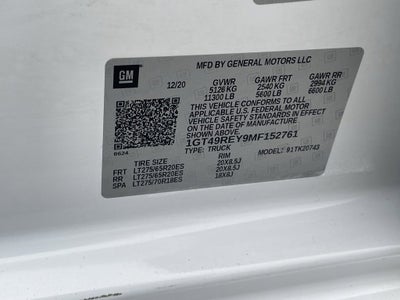 MFD BY GENERAL MOTORS LLC
GM
12/20 GVWR GAWR FRT GAWR RR
5126 KG 2540 KG 2994 KG
11300 LB 5600 LB 6600 LB
THIS VEHICLE CONFORMS TO ALL
APPLICABLE U.S. FEDERAL MOTOR
VEHICLE SAFETY STANDARDS IN
EFFECT ON THE DATE OF MANUFACTURE
SHOWN ABOVE.
1GT49REY9MF152761
B624
TYPE: TRUCK MODEL: 91TK20743
TIRE SIZE RIM
FRT LT275/65R20ES 20X8.5J
RR LT275/65R20ES 20X8.5J
SPA LT275/70R18ES 18X8J